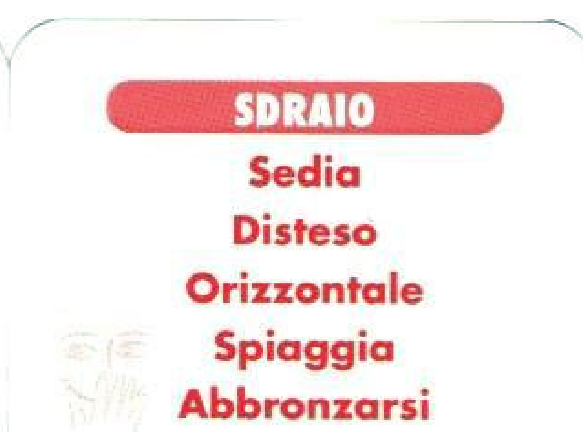 SDRAIO
Sedia
Disteso
Orizzontale
Spiaggia
Abbronzarsi